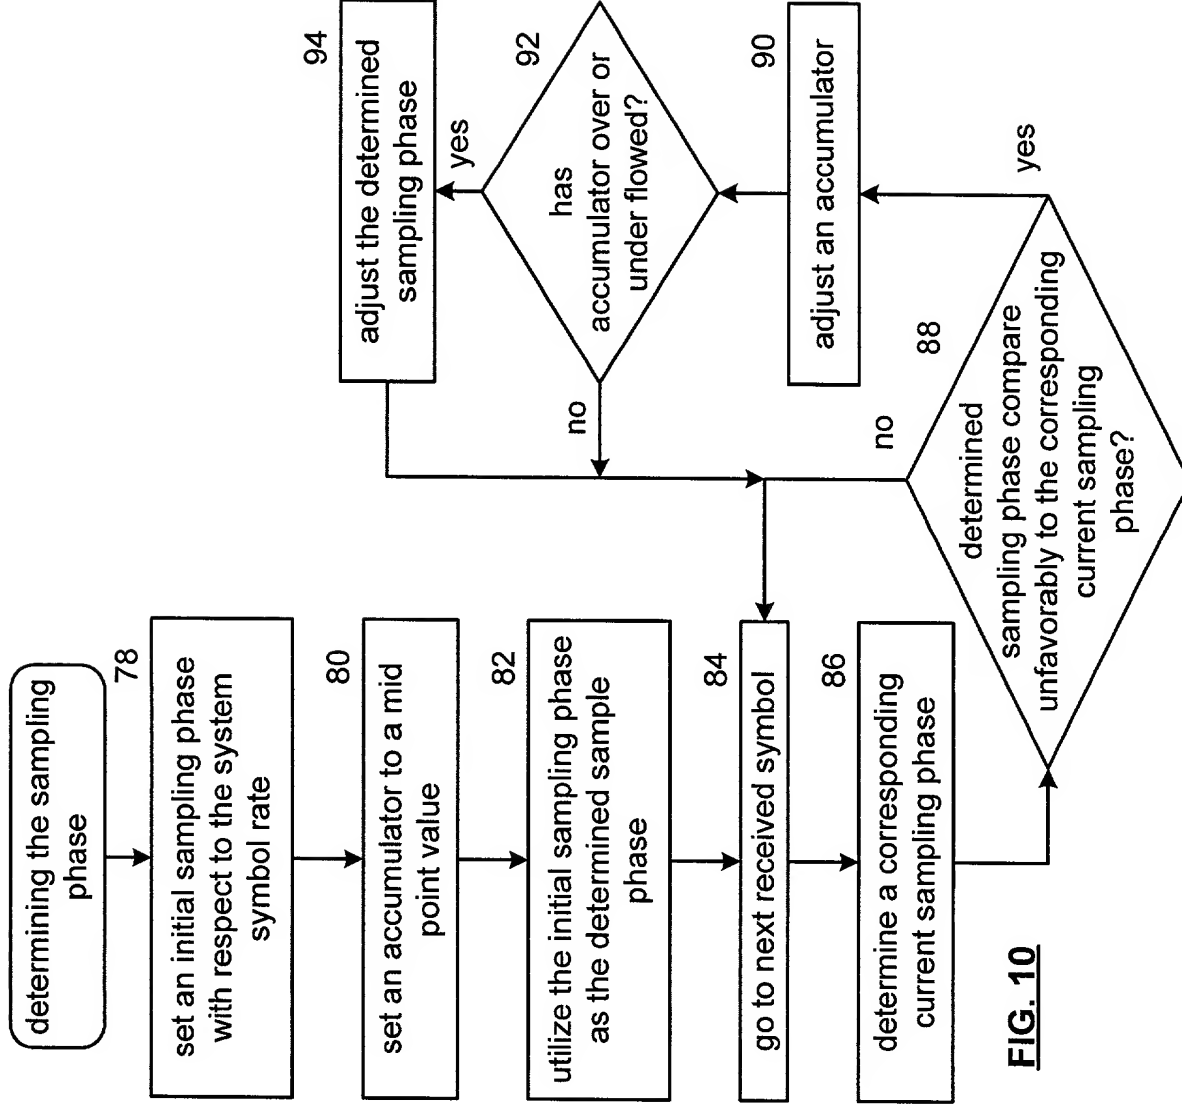 determining the sampling
phase
78
set an initial sampling phase
with respect to the system
symbol rate
80
set an accumulator to a mid
point value
82
utilize the initial sampling phase
as the determined sample
phase
84
go to next received symbol
86
determine a corresponding
current sampling phase
88
determined
sampling phase compare
unfavorably to the corresponding
current sampling
phase?
no
yes
90
adjust an accumulator
92
has
accumulator over or
under flowed?
no
yes
94
adjust the determined
sampling phase
FIG. 10